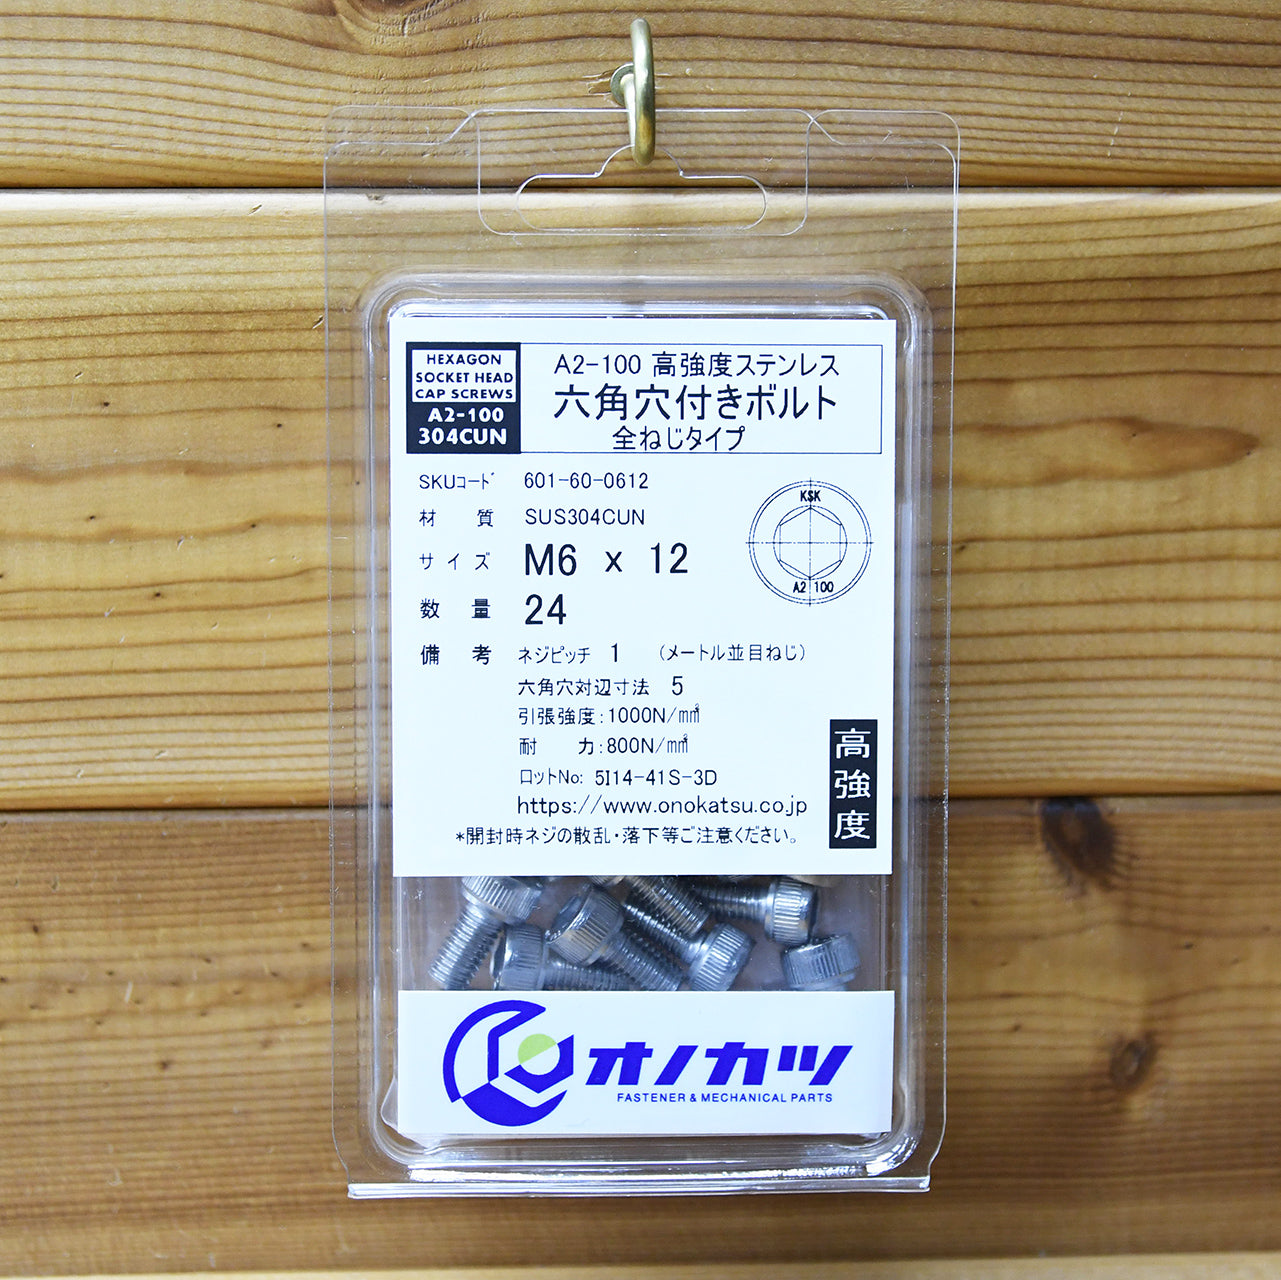 HEXAGON
SOCKET HEAD
CAP SCREWS
A2-100
304CUN
A2-100 高強度ステンレス
六角穴付きボルト
全ねじタイプ
SKUコード 601-60-0612
材質 SUS304CUN
サイズ M6 x 12
数量 24
KSK
A2 100
備考 ネジピッチ 1 (メートル並目ねじ)
六角穴対辺寸法 5
引張強度:1000N/㎟
耐力:800N/㎟
ロットNo: 5I14-41S-3D
https://www.onokatsu.co.jp
*開封時ネジの散乱・落下等ご注意ください。
高強度
オノカツ
FASTENER & MECHANICAL PARTS